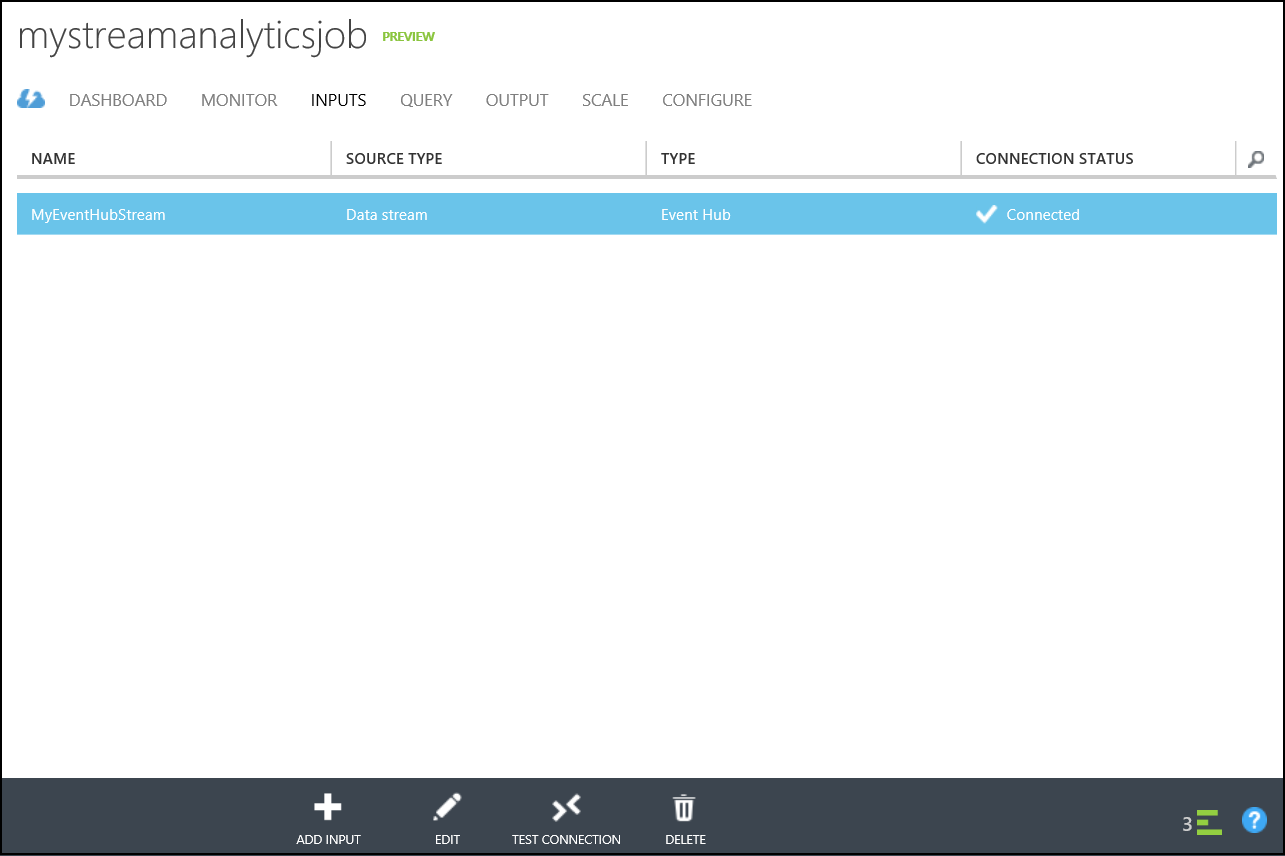 mystreamanalyticsjob PREVIEW
DASHBOARD MONITOR INPUTS QUERY OUTPUT SCALE CONFIGURE
NAME SOURCE TYPE TYPE CONNECTION STATUS
MyEventHubStream Data stream Event Hub Connected
ADD INPUT EDIT TEST CONNECTION DELETE
3 ?